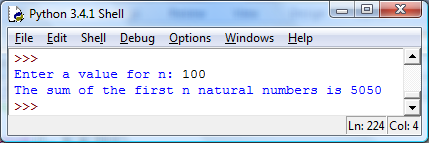 Python 3.4.1 Shell
File Edit Shell Debug Options Windows Help
>>>
Enter a value for n: 100
The sum of the first n natural numbers is 5050
>>>
Ln: 224 Col: 4